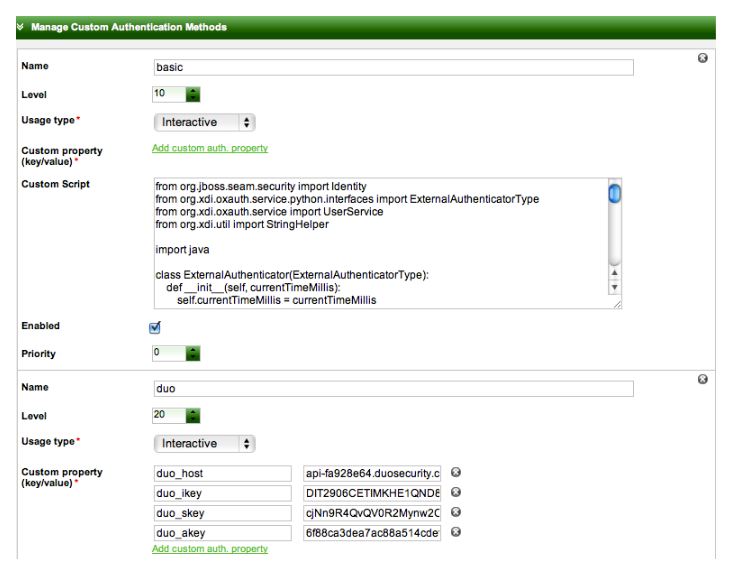 Manage Custom Authentication Methods
Name
basic
Level
10
Usage type *
Interactive
Custom property
(key/value) *
Add custom auth. property
Custom Script
from org.jboss.seam.security import Identity
from org.xdi.oxauth.service.python.interfaces import ExternalAuthenticatorType
from org.xdi.oxauth.service import UserService
from org.xdi.util import StringHelper
import java
class ExternalAuthenticator(ExternalAuthenticatorType):
def __init__(self, currentTimeMillis):
self.currentTimeMillis = currentTimeMillis
Enabled
Priority
0
Name
duo
Level
20
Usage type *
Interactive
Custom property
(key/value) *
duo_host api-fa928e64.duosecurity.c
duo_ikey DIT2906CETIMKHE1QND8
duo_skey cjNn9R4QvQV0R2Mynw2C
duo_akey 6f88ca3dea7ac88a514cde
Add custom auth. property